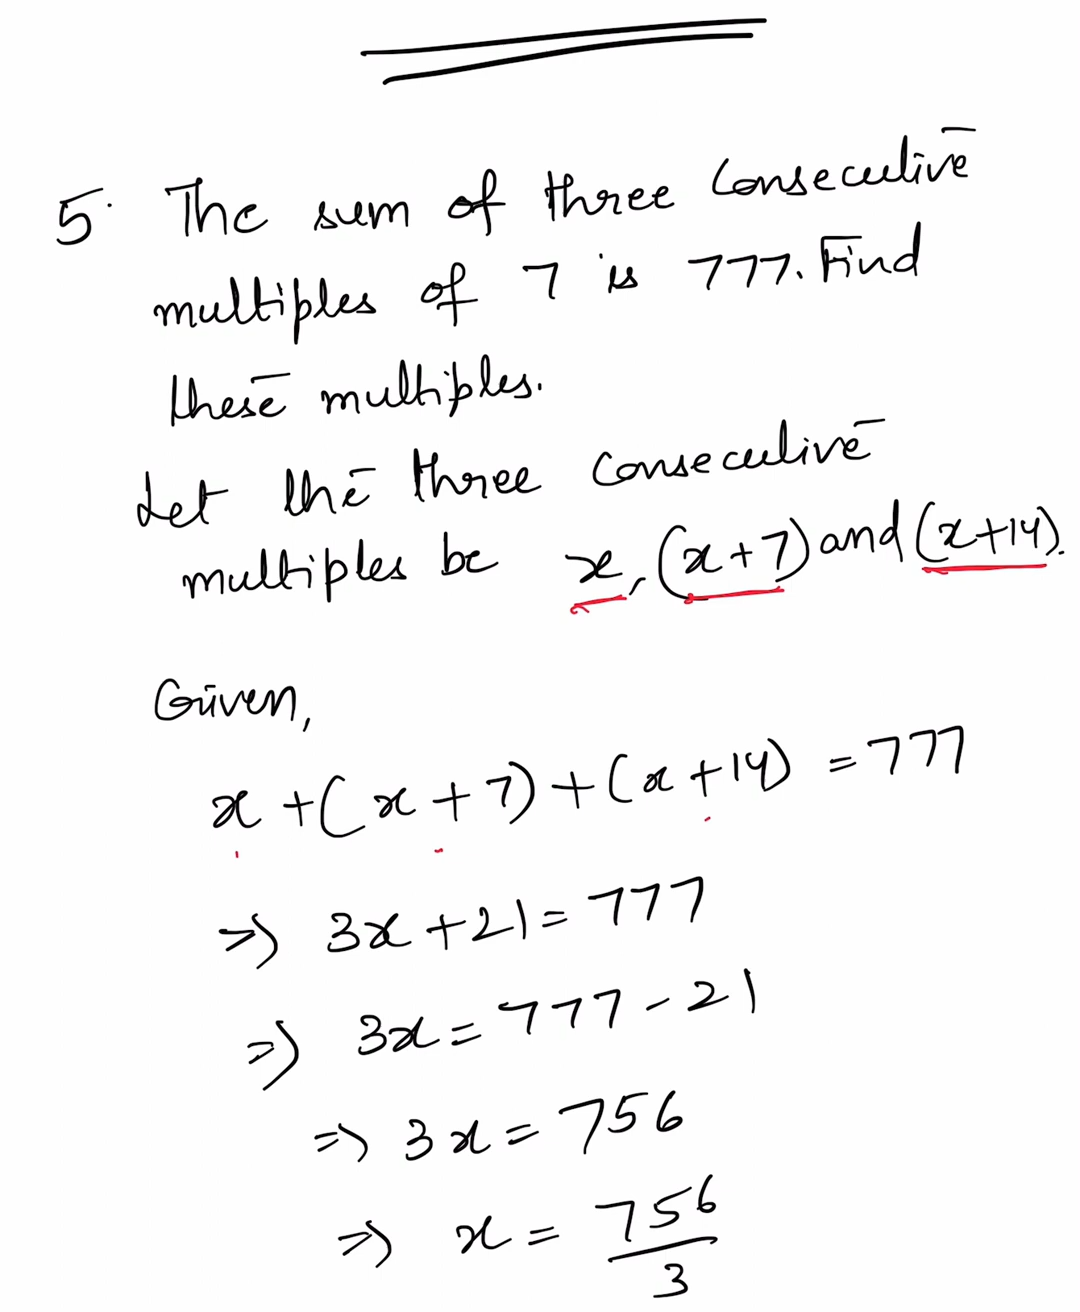 5. The sum of three consecutive
multiples of 7 is 777. Find
these multiples.
Let the three consecutive
multiples be x, (x+7) and (x+14).
Given,
x + (x + 7) + (x + 14) = 777
=> 3x + 21 = 777
=> 3x = 777 - 21
=> 3x = 756
=> x = 756/3